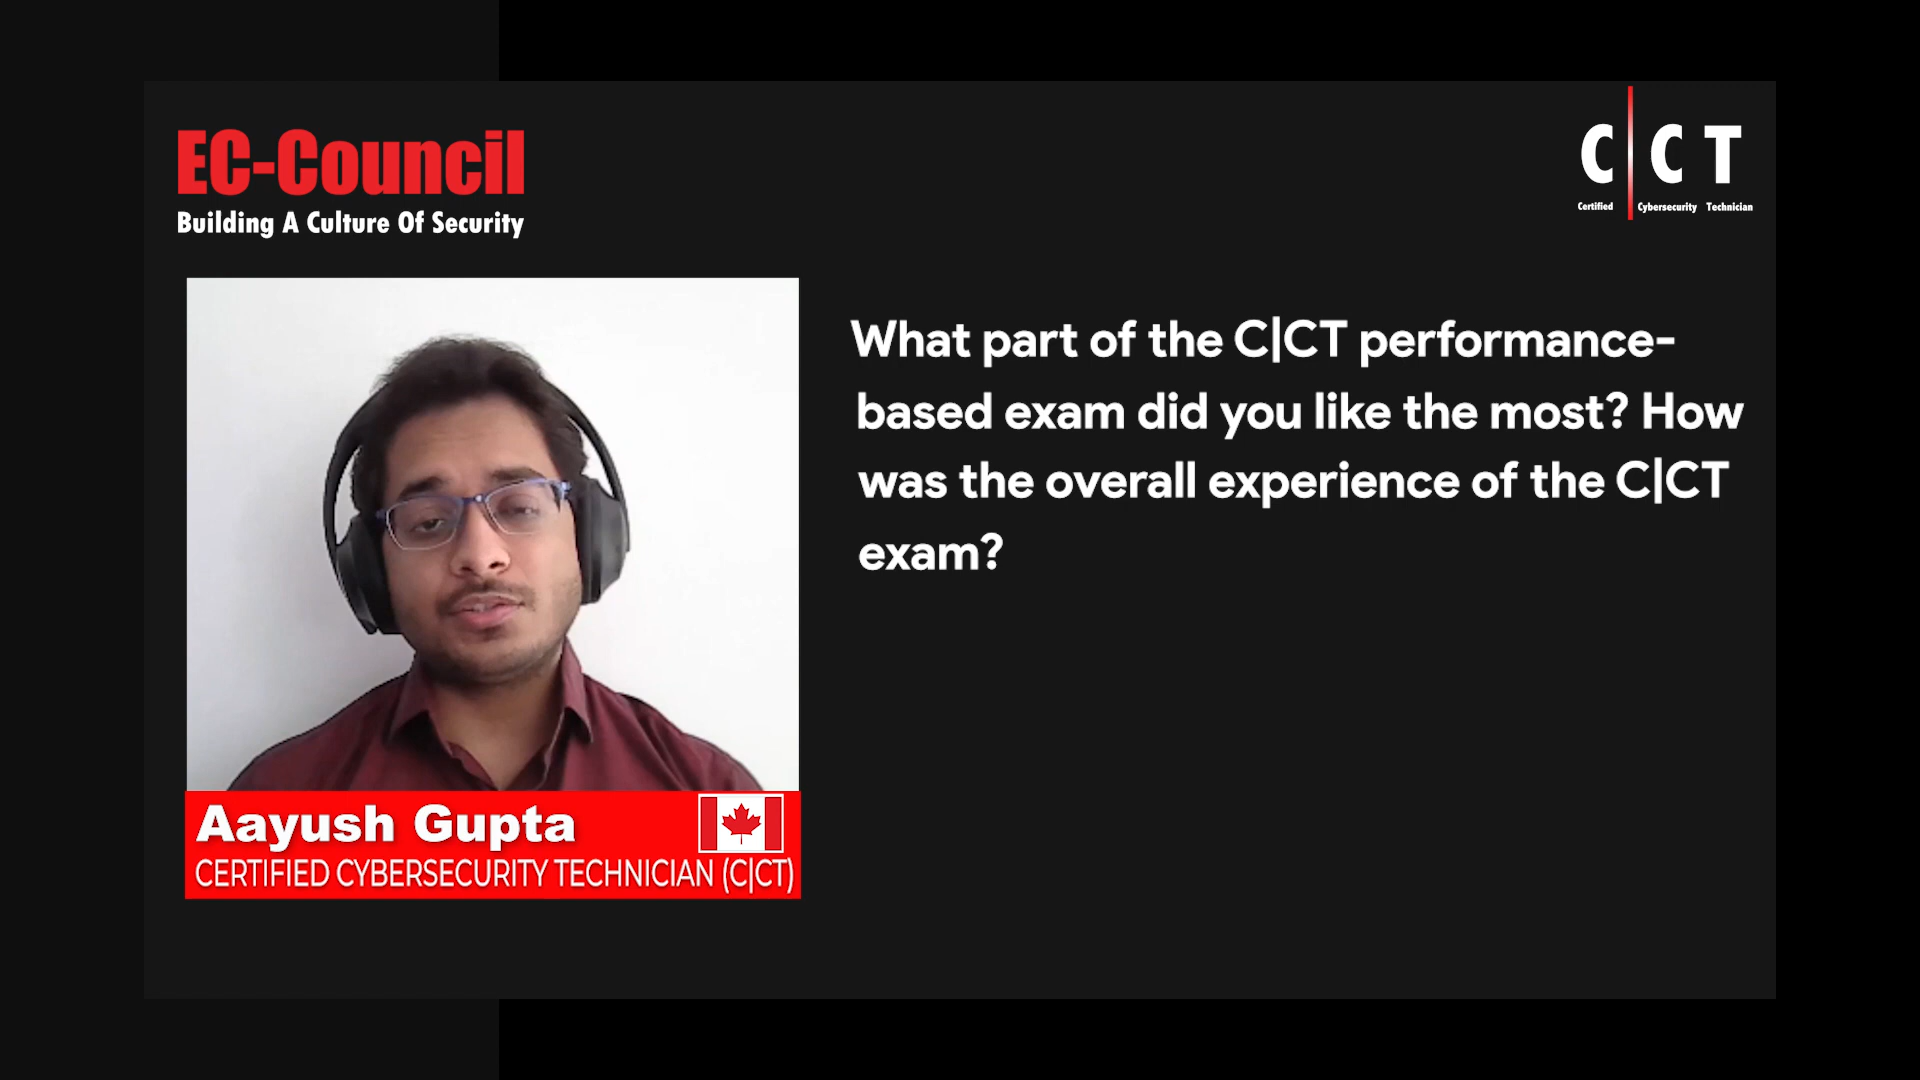 EC-Council
Building A Culture Of Security
C|CT
Certified Cybersecurity Technician
What part of the C|CT performance-
based exam did you like the most? How
was the overall experience of the C|CT
exam?
Aayush Gupta
CERTIFIED CYBERSECURITY TECHNICIAN (C|CT)